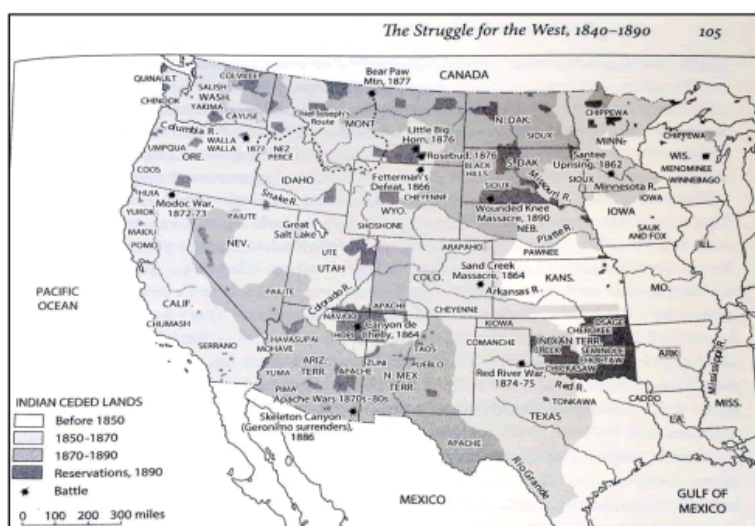 The Struggle for the West, 1840–1890 105
Bear Paw
Mtn, 1877
CANADA
QUINAULT
COLVILLE
SALISH
WASH.
CHINOOK
YAKIMA
CAYUSE
Chief Joseph's
Route
MONT.
N. DAK.
CHIPPEWA
SIOUX
MINN.
CHIPPEWA
Columbia R.
WALLA
WALLA
1877
NEZ
PERCE
Little Big
Horn, 1876
Rosebud, 1876
S. DAK.
Santee
Uprising, 1862
WIS.
MENOMINEE
WINNEBAGO
UMPQUA
ORE.
COOS
IDAHO
Fetterman's
Defeat, 1866
BLACK
HILLS
SIOUX
Missouri R.
SIOUX
Minnesota R.
HUPA
Modoc War,
1872-73
Snake R.
WYO.
CHEYENNE
Wounded Knee
Massacre, 1890
IOWA
IOWA
YUROK
MAIDU
POMO
PAIUTE
Great
Salt Lake
SHOSHONE
NEB.
Platte R.
SAUK
AND FOX
NEV.
UTE
UTAH
ARAPAHO
PAWNEE
ILL.
Sand Creek
Massacre, 1864
COLO.
KANS.
MO.
PACIFIC
OCEAN
CALIF.
PAIUTE
Colorado R.
Arkansas R.
APACHE
CHEYENNE
CHUMASH
NAVAJO
HOPI
Canyon de
Chelly, 1864
KIOWA
OSAGE
CHEROKEE
SERRANO
HAVASUPAI
MOHAVE
TAOS
COMANCHE
INDIAN TERR.
CREEK
SEMINOLE
CHOCTAW
CHICKASAW
ARK.
Mississippi R.
YUMA
ARIZ.
TERR.
ZUNI
PUEBLO
N. MEX.
TERR.
PIMA
APACHE
Apache Wars 1870s-80s
Red River War,
1874-75
Red R.
MISS.
Skeleton Canyon
(Geronimo surrenders),
1886
TONKAWA
CADDO
LA.
TEXAS
APACHE
Rio Grande
MEXICO
GULF OF
MEXICO
INDIAN CEDED LANDS
Before 1850
1850-1870
1870-1890
Reservations, 1890
Battle
0 100 200 300 miles